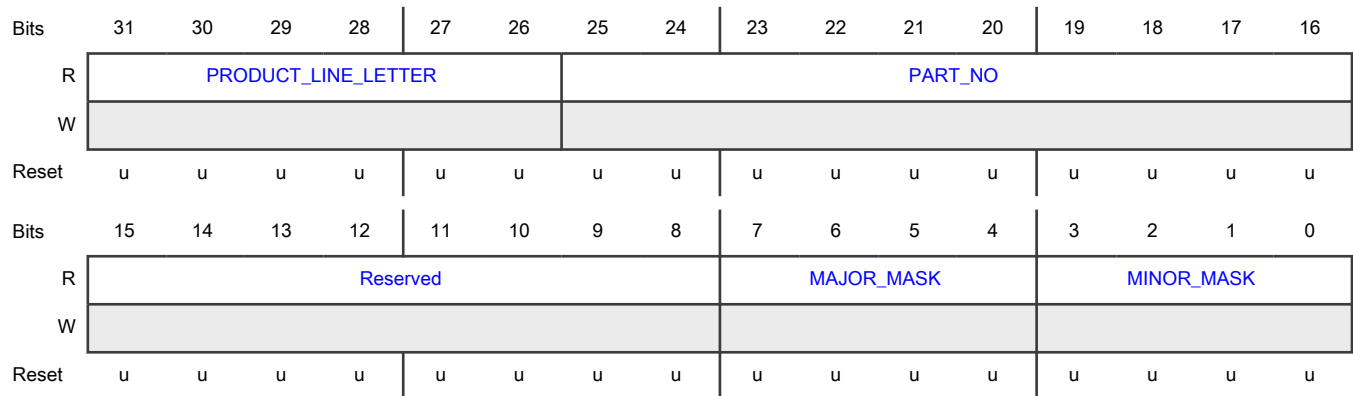 Bits 31 30 29 28 27 26 25 24 23 22 21 20 19 18 17 16
R PRODUCT_LINE_LETTER PART_NO
W
Reset u u u u u u u u u u u u u u u u
Bits 15 14 13 12 11 10 9 8 7 6 5 4 3 2 1 0
R Reserved MAJOR_MASK MINOR_MASK
W
Reset u u u u u u u u u u u u u u u u